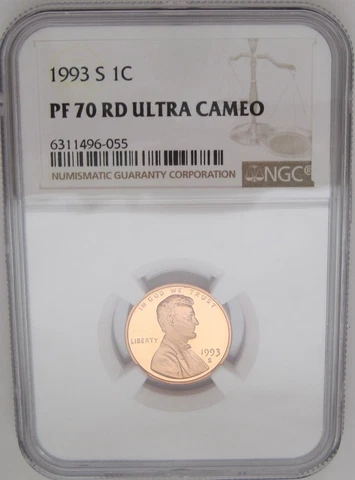 1993 S 1C
PF 70 RD ULTRA CAMEO
6311496-055
NUMISMATIC GUARANTY CORPORATION
NGC®
IN GOD WE TRUST
LIBERTY
1993
S